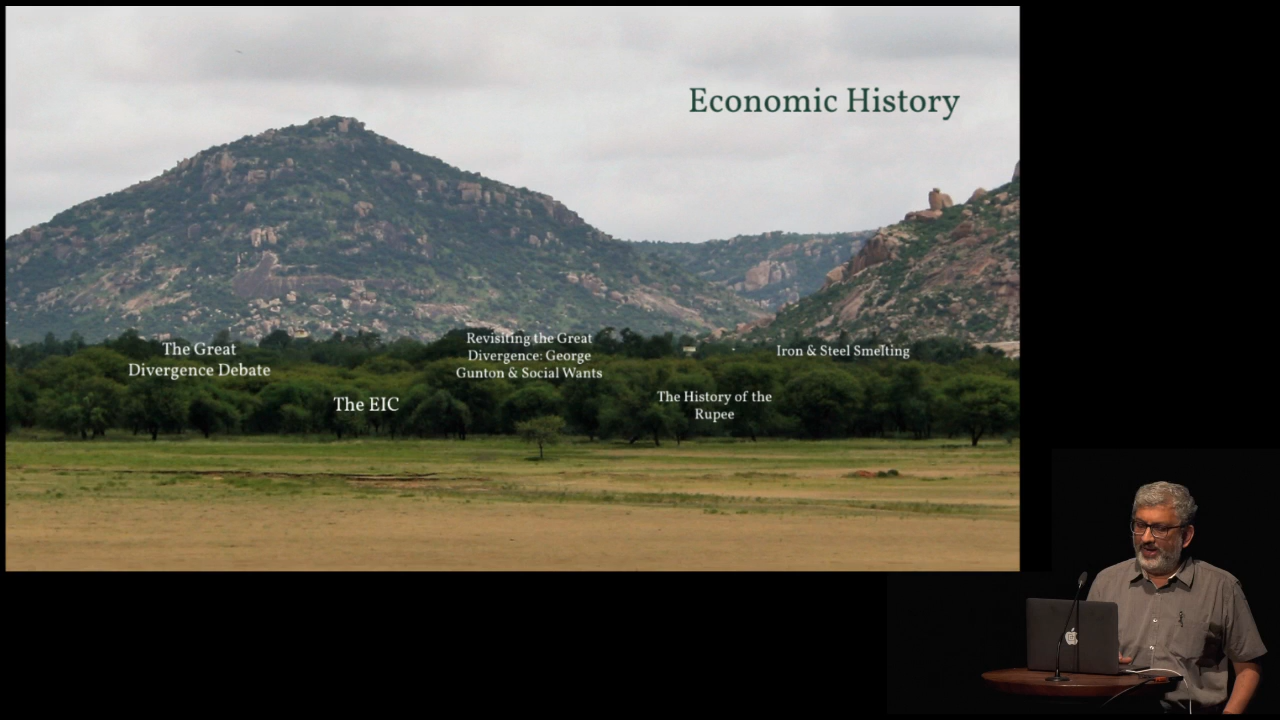 Economic History
The Great
Divergence Debate
The EIC
Revisiting the Great
Divergence: George
Gunton & Social Wants
The History of the
Rupee
Iron & Steel Smelting